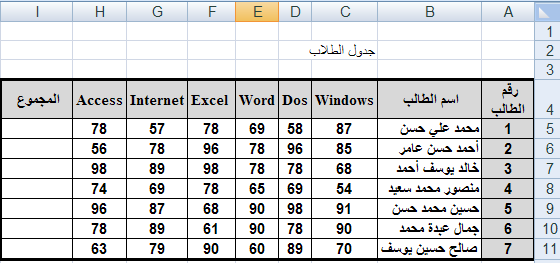 I H G F E D C B A
1
2 جدول الطلاب
3
4 رقم الطالب اسم الطالب Windows Dos Word Excel Internet Access المجموع
5 1 محمد علي حسن 87 58 69 78 57 78
6 2 أحمد حسن عامر 85 96 78 96 78 56
7 3 خالد يوسف أحمد 68 78 78 98 89 98
8 4 منصور محمد سعيد 54 69 65 78 69 74
9 5 حسين محمد حسن 91 98 90 68 87 96
10 6 جمال عبدة محمد 90 78 90 61 89 78
11 7 صالح حسين يوسف 70 89 60 90 79 63